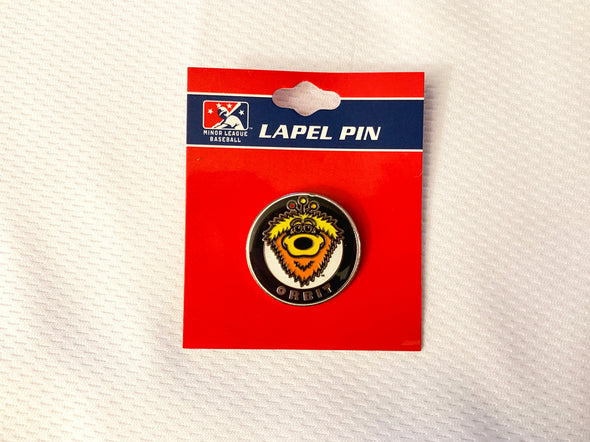 MINOR LEAGUE
BASEBALL
LAPEL PIN
ORBIT